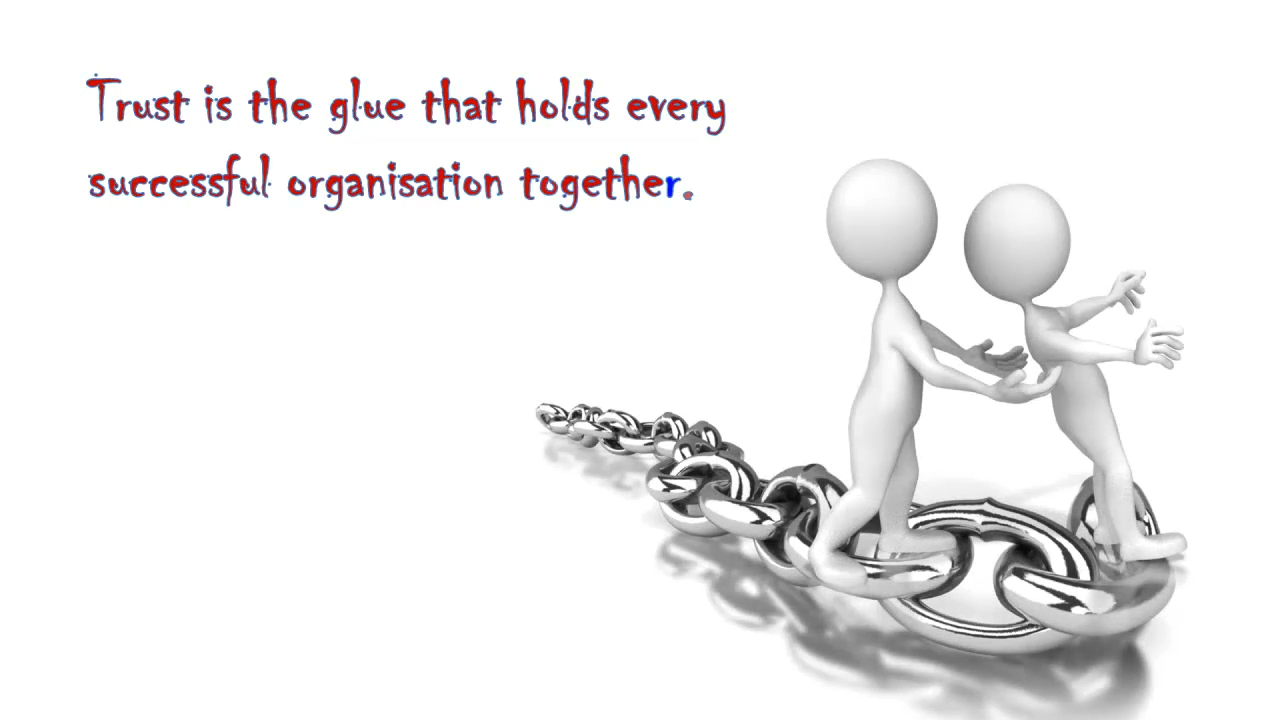 Trust is the glue that holds every
successful organisation together.